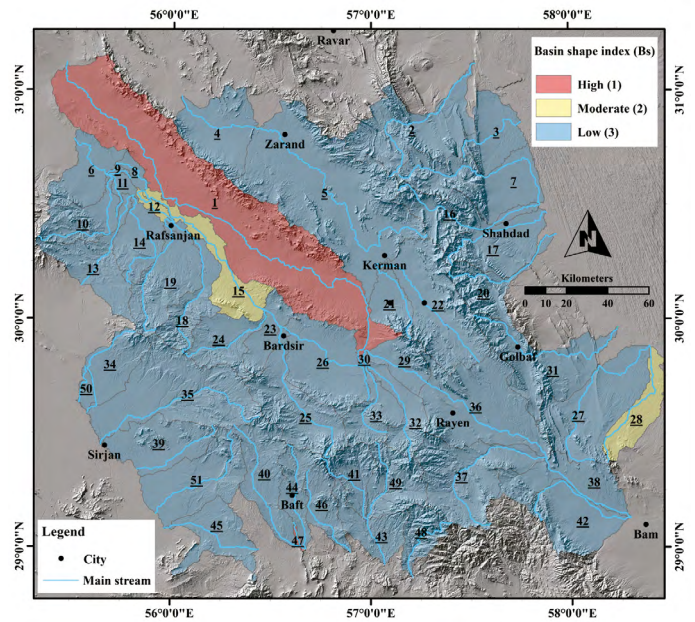 56°0'0"E 57°0'0"E 58°0'0"E
Ravar
Basin shape index (Bs)
High (1)
Moderate (2)
Low (3)
31°0'0"N
31°0'0"N
4
Zarand
2
3
6
9
8
11
5
7
12
1
16
10
Rafsanjan
Shahdad
14
17
N
13
Kerman
Kilometers
19
15
20
0 10 20 40 60
21
22
30°0'0"N
30°0'0"N
18
23
24
Bardsir
Golbaf
34
26
30
29
31
50
35
25
33
36
27
28
32
Rayen
Sirjan
39
51
40
44
41
49
37
38
Baft
46
42
Legend
City
Main stream
45
47
43
48
Bam
29°0'0"N
29°0'0"N
56°0'0"E 57°0'0"E 58°0'0"E